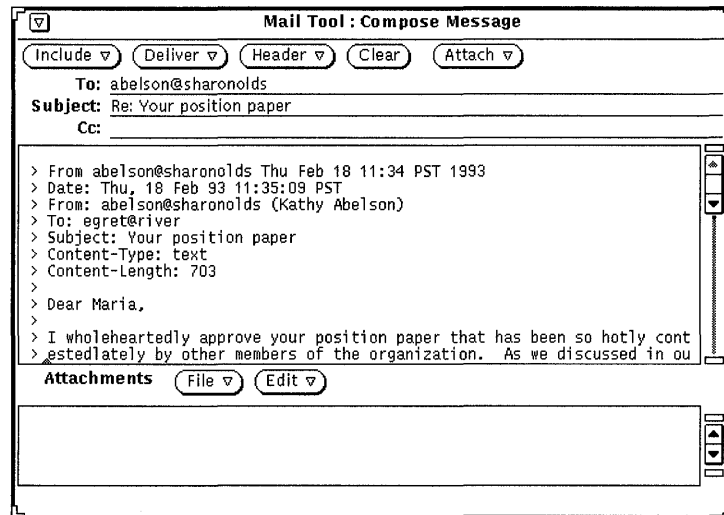 Mail Tool : Compose Message
Include Deliver Header Clear Attach
To: abelson@sharonolds
Subject: Re: Your position paper
Cc:
> From abelson@sharonolds Thu Feb 18 11:34 PST 1993
> Date: Thu, 18 Feb 93 11:35:09 PST
> From: abelson@sharonolds (Kathy Abelson)
> To: egret@river
> Subject: Your position paper
> Content-Type: text
> Content-Length: 703
>
> Dear Maria,
>
> I wholeheartedly approve your position paper that has been so hotly cont
> estedlately by other members of the organization.  As we discussed in ou
Attachments File Edit